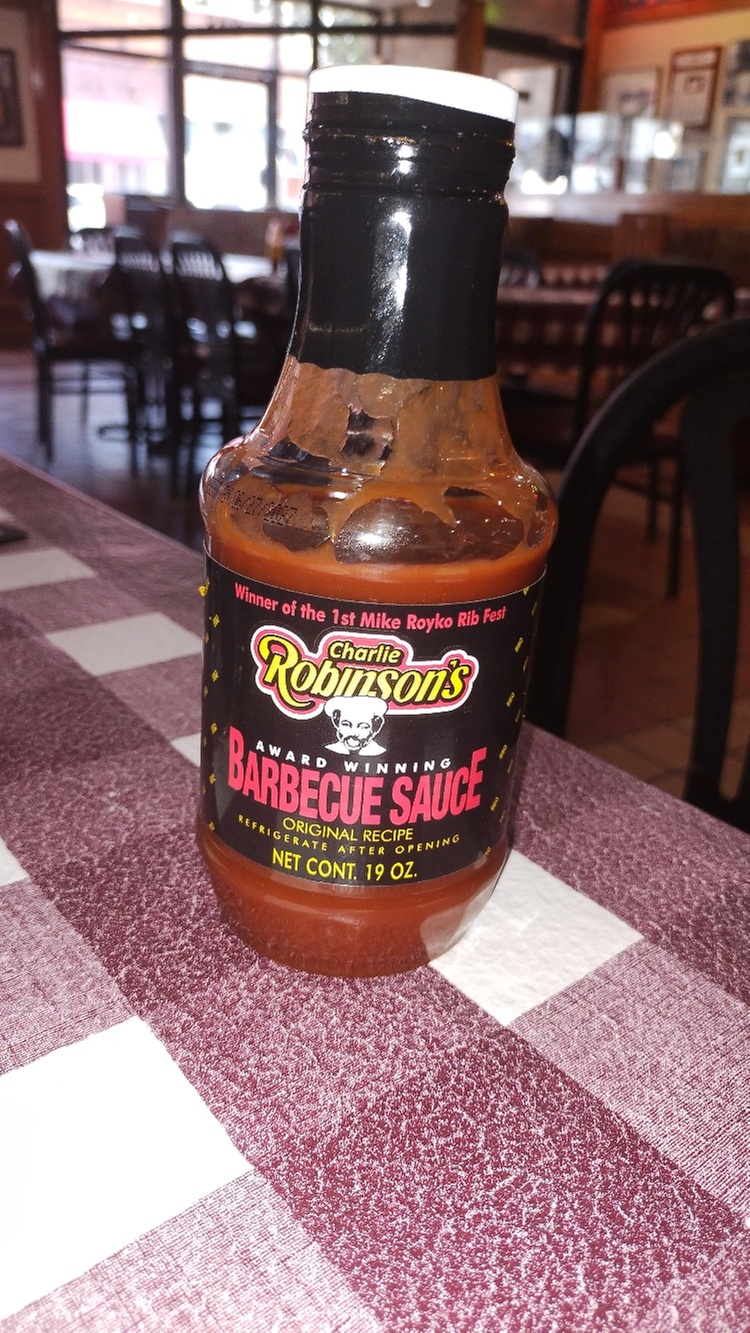 Winner of the 1st Mike Royko Rib Fest
Charlie
Robinson's
AWARD WINNING
BARBECUE SAUCE
ORIGINAL RECIPE
REFRIGERATE AFTER OPENING
NET CONT. 19 OZ.